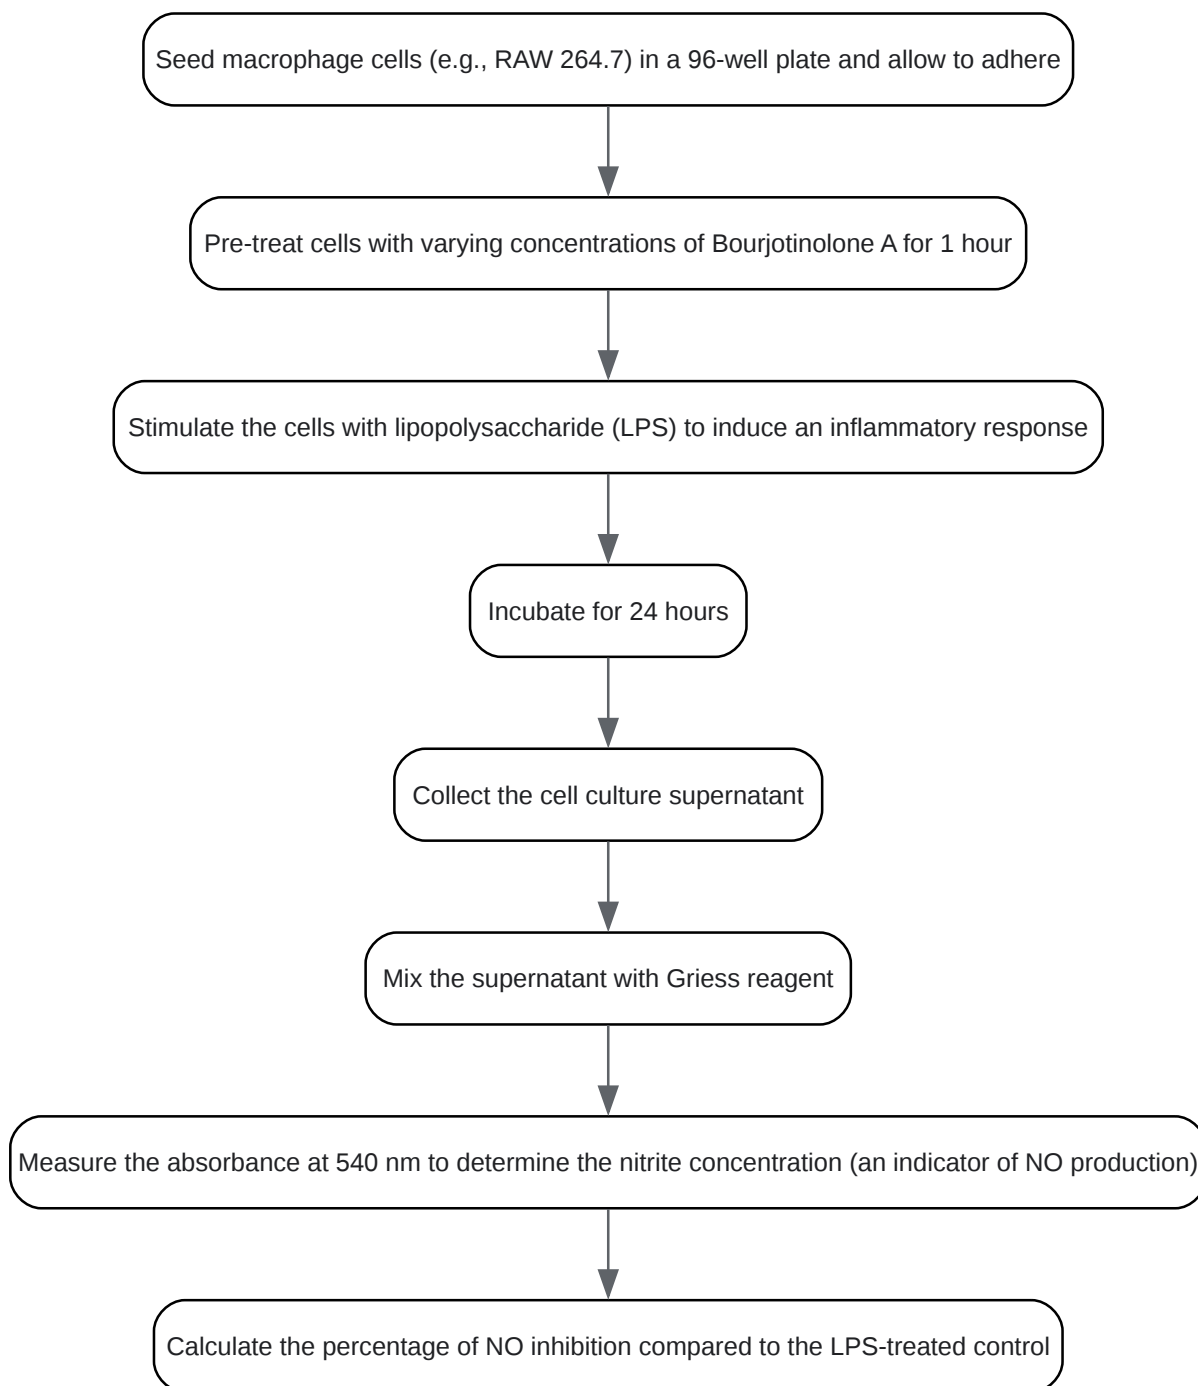 Seed macrophage cells (e.g., RAW 264.7) in a 96-well plate and allow to adhere
Pre-treat cells with varying concentrations of Bourjotinolone A for 1 hour
Stimulate the cells with lipopolysaccharide (LPS) to induce an inflammatory response
Incubate for 24 hours
Collect the cell culture supernatant
Mix the supernatant with Griess reagent
Measure the absorbance at 540 nm to determine the nitrite concentration (an indicator of NO production)
Calculate the percentage of NO inhibition compared to the LPS-treated control